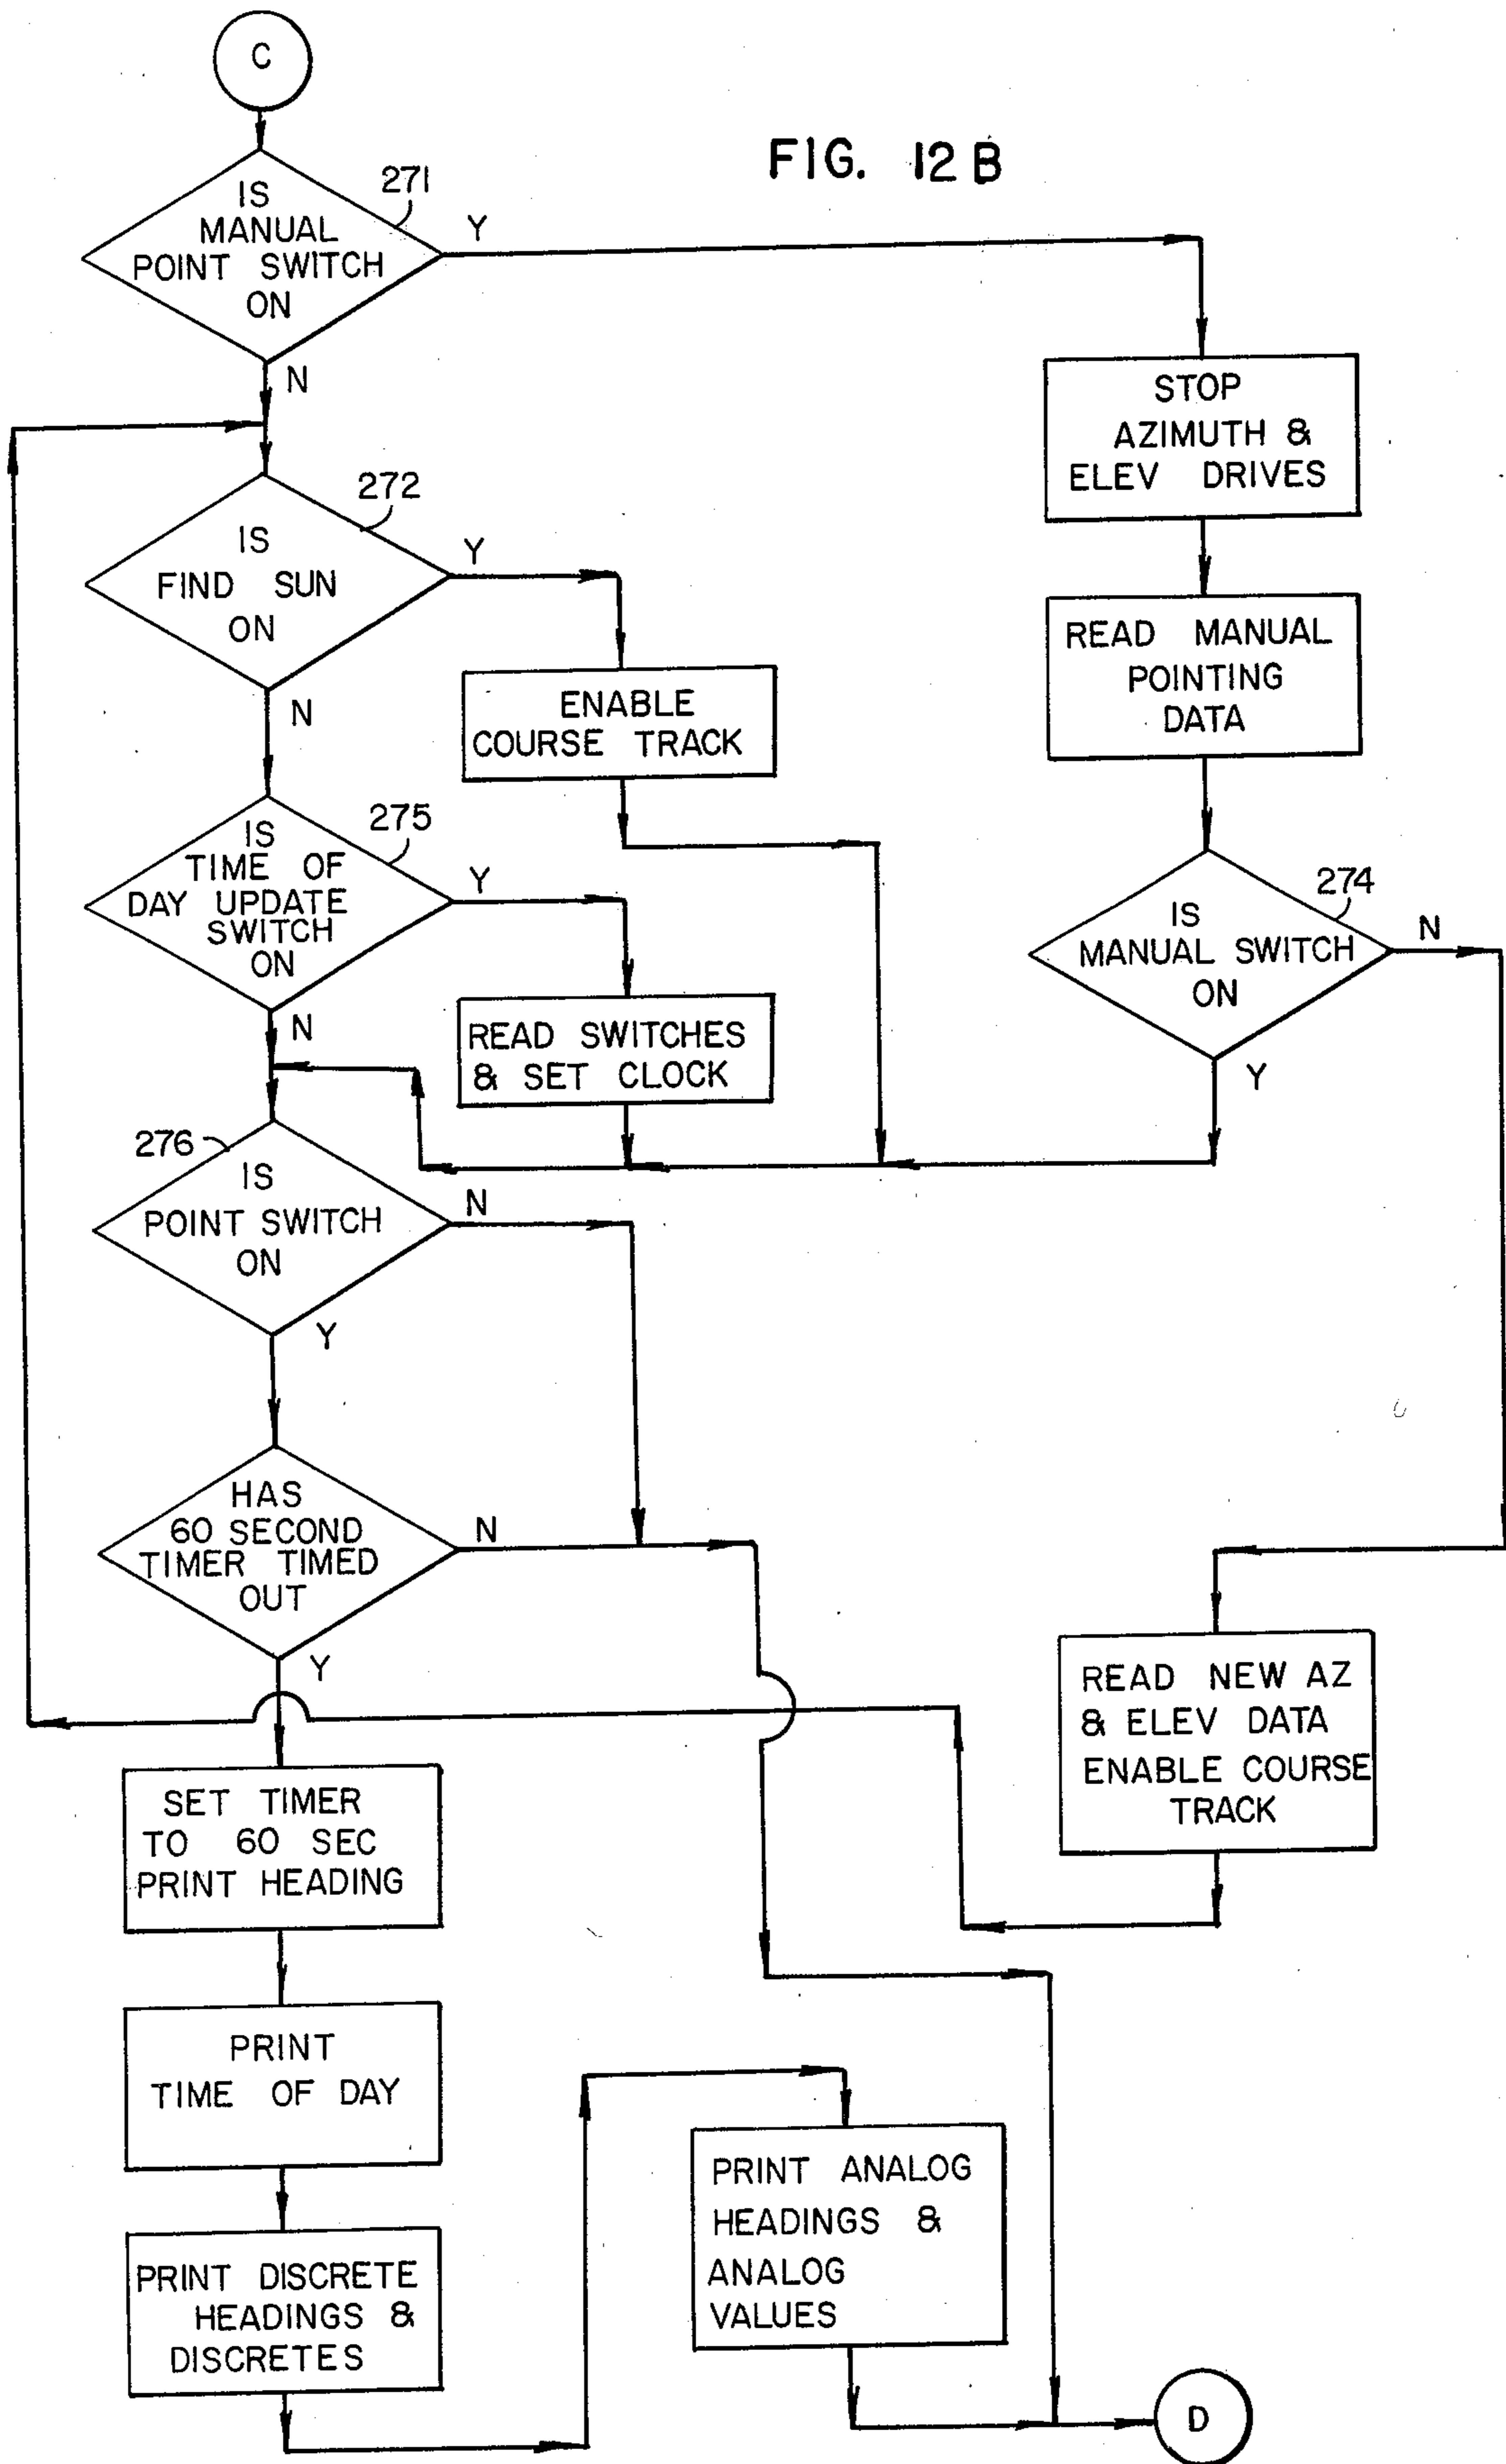 C
FIG. 12 B
IS
MANUAL
POINT SWITCH
ON
271
Y
N
STOP
AZIMUTH &
ELEV DRIVES
272
IS
FIND SUN
ON
Y
N
READ MANUAL
POINTING
DATA
ENABLE
COURSE TRACK
275
IS
TIME OF
DAY UPDATE
SWITCH
ON
Y
N
274
IS
MANUAL SWITCH
ON
N
Y
READ SWITCHES
& SET CLOCK
276
IS
POINT SWITCH
ON
N
Y
HAS
60 SECOND
TIMER TIMED
OUT
N
Y
READ NEW AZ
& ELEV DATA
ENABLE COURSE
TRACK
SET TIMER
TO 60 SEC
PRINT HEADING
PRINT
TIME OF DAY
PRINT DISCRETE
HEADINGS &
DISCRETES
PRINT ANALOG
HEADINGS &
ANALOG
VALUES
D